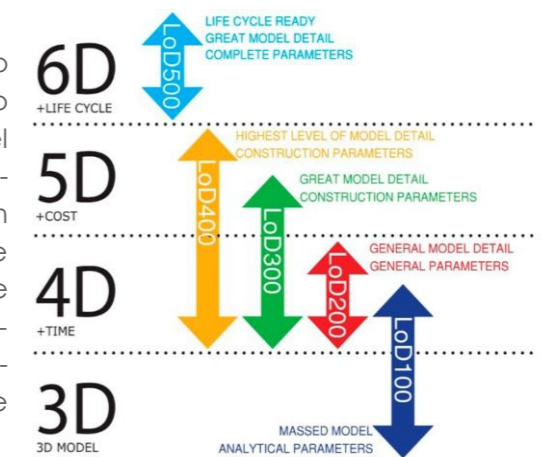 6D
+LIFE CYCLE
LoD500
LIFE CYCLE READY
GREAT MODEL DETAIL
COMPLETE PARAMETERS
5D
+COST
LoD400
HIGHEST LEVEL OF MODEL DETAIL
CONSTRUCTION PARAMETERS
LoD300
GREAT MODEL DETAIL
CONSTRUCTION PARAMETERS
4D
+TIME
LoD200
GENERAL MODEL DETAIL
GENERAL PARAMETERS
LoD100
3D
3D MODEL
MASSED MODEL
ANALYTICAL PARAMETERS